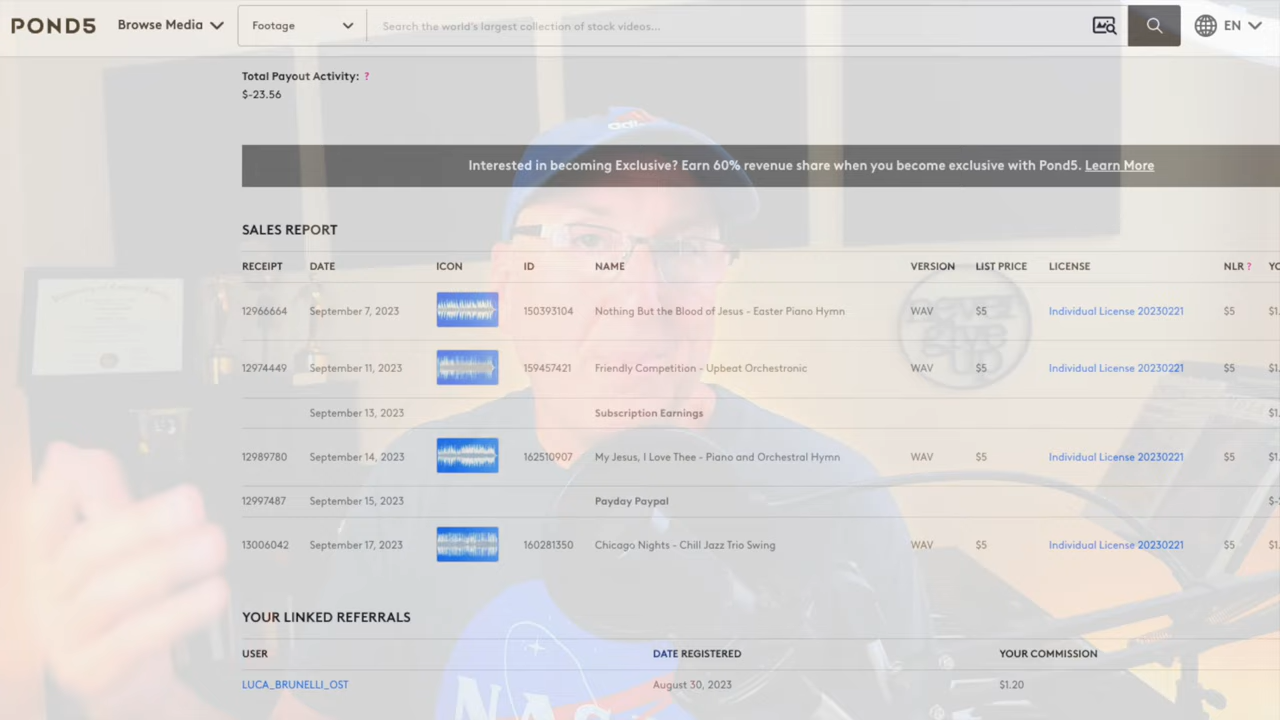 POND5 Browse Media Footage Search the world's largest collection of stock videos... EN
Total Payout Activity: ?
$-23.56
Interested in becoming Exclusive? Earn 60% revenue share when you become exclusive with Pond5. Learn More
SALES REPORT
RECEIPT DATE ICON ID NAME VERSION LIST PRICE LICENSE NLR ?
12966664 September 7, 2023 150393104 Nothing But the Blood of Jesus - Easter Piano Hymn WAV $5 Individual License 20230221 $5
12974449 September 11, 2023 159457421 Friendly Competition - Upbeat Orchestronic WAV $5 Individual License 20230221 $5
September 13, 2023 Subscription Earnings
12989780 September 14, 2023 162510907 My Jesus, I Love Thee - Piano and Orchestral Hymn WAV $5 Individual License 20230221 $5
12997487 September 15, 2023 Payday Paypal
13006042 September 17, 2023 160281350 Chicago Nights - Chill Jazz Trio Swing WAV $5 Individual License 20230221 $5
YOUR LINKED REFERRALS
USER DATE REGISTERED YOUR COMMISSION
LUCA_BRUNELLI_OST August 30, 2023 $1.20
never
give
UP
NASA